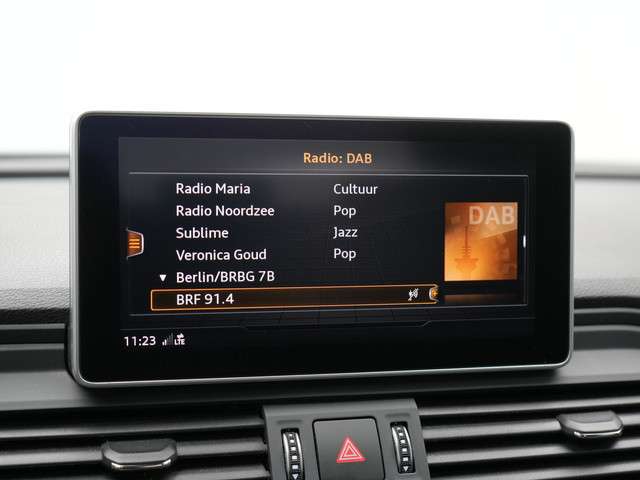 Radio: DAB
Radio Maria Cultuur
Radio Noordzee Pop
Sublime Jazz
Veronica Goud Pop
▼ Berlin/BRBG 7B
BRF 91.4
DAB
11:23 LTE